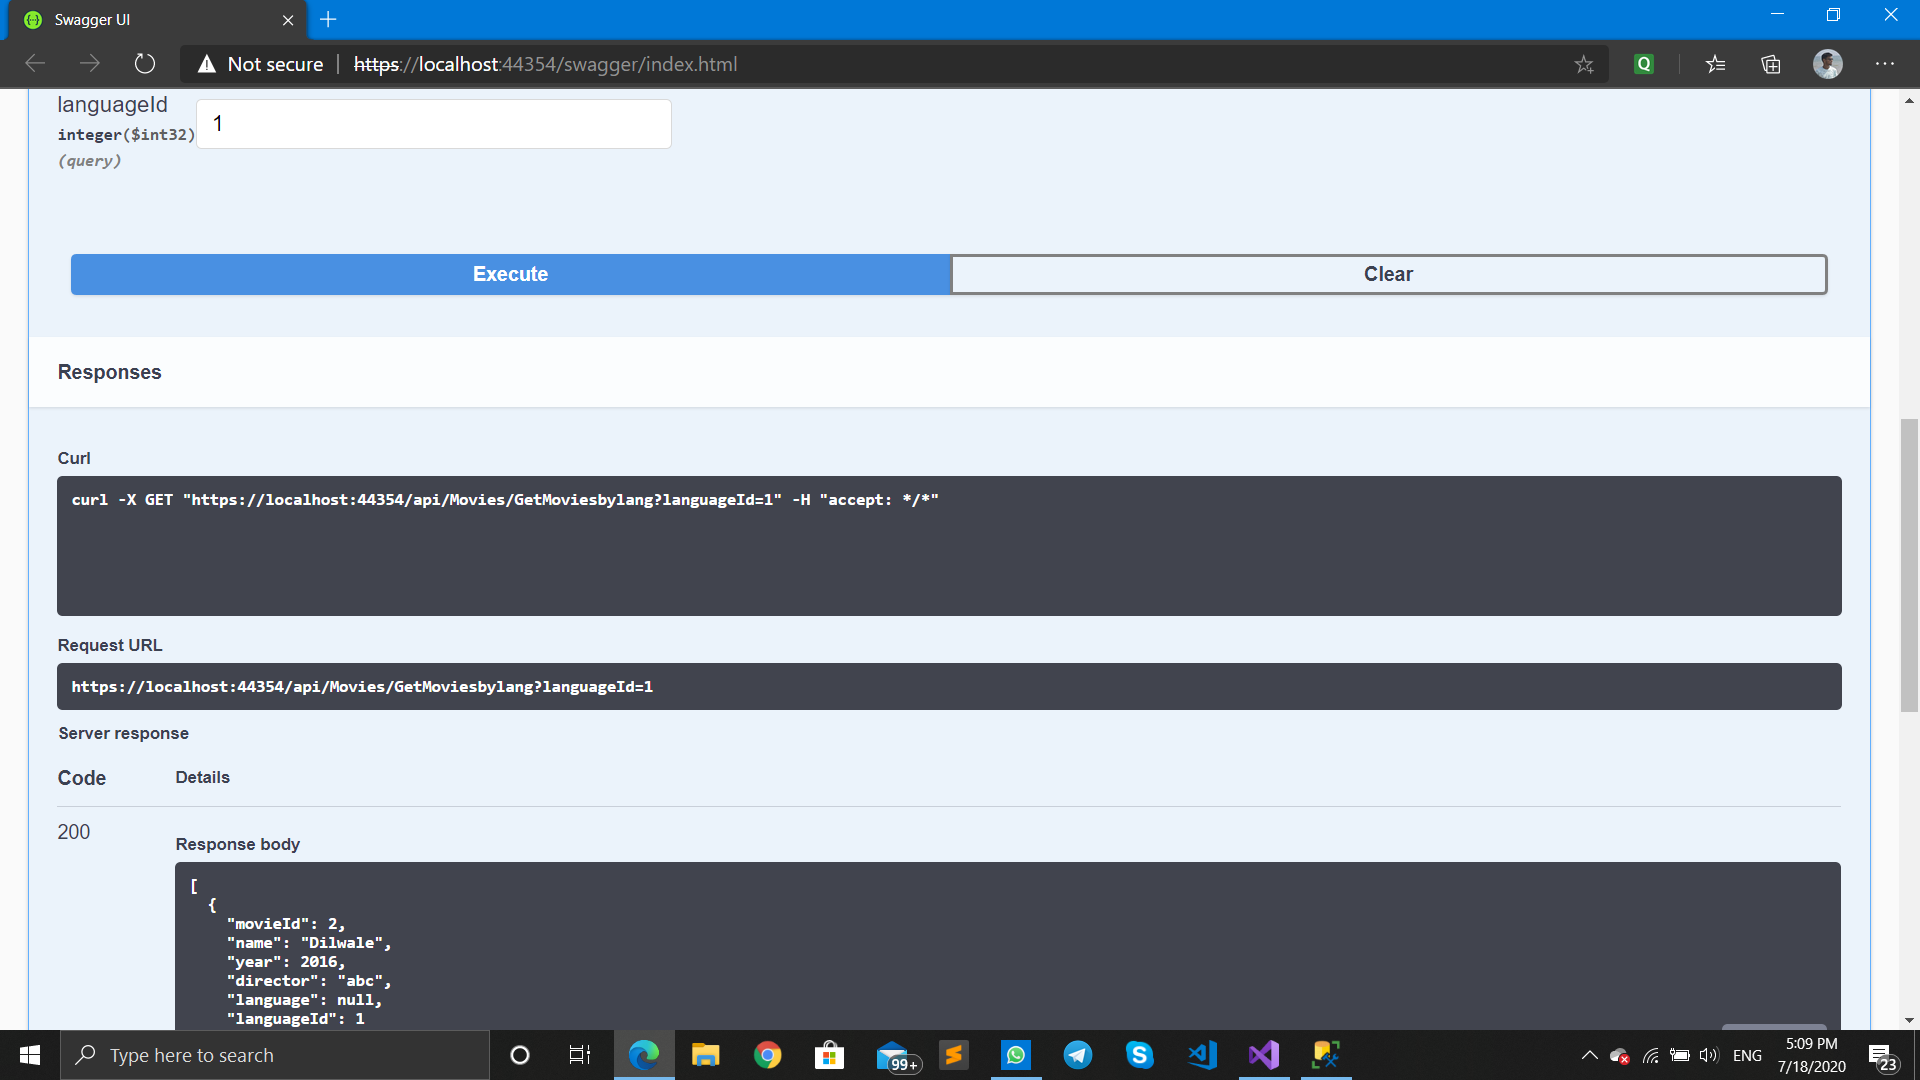 Swagger UI
Not secure | https://localhost:44354/swagger/index.html
languageId
integer($int32)
(query)
1
Execute
Clear
Responses
Curl
curl -X GET "https://localhost:44354/api/Movies/GetMoviesbylang?languageId=1" -H "accept: */*"
Request URL
https://localhost:44354/api/Movies/GetMoviesbylang?languageId=1
Server response
Code Details
200
Response body
[
{
"movieId": 2,
"name": "Dilwale",
"year": 2016,
"director": "abc",
"language": null,
"languageId": 1
Type here to search
99+
ENG
5:09 PM
7/18/2020
23